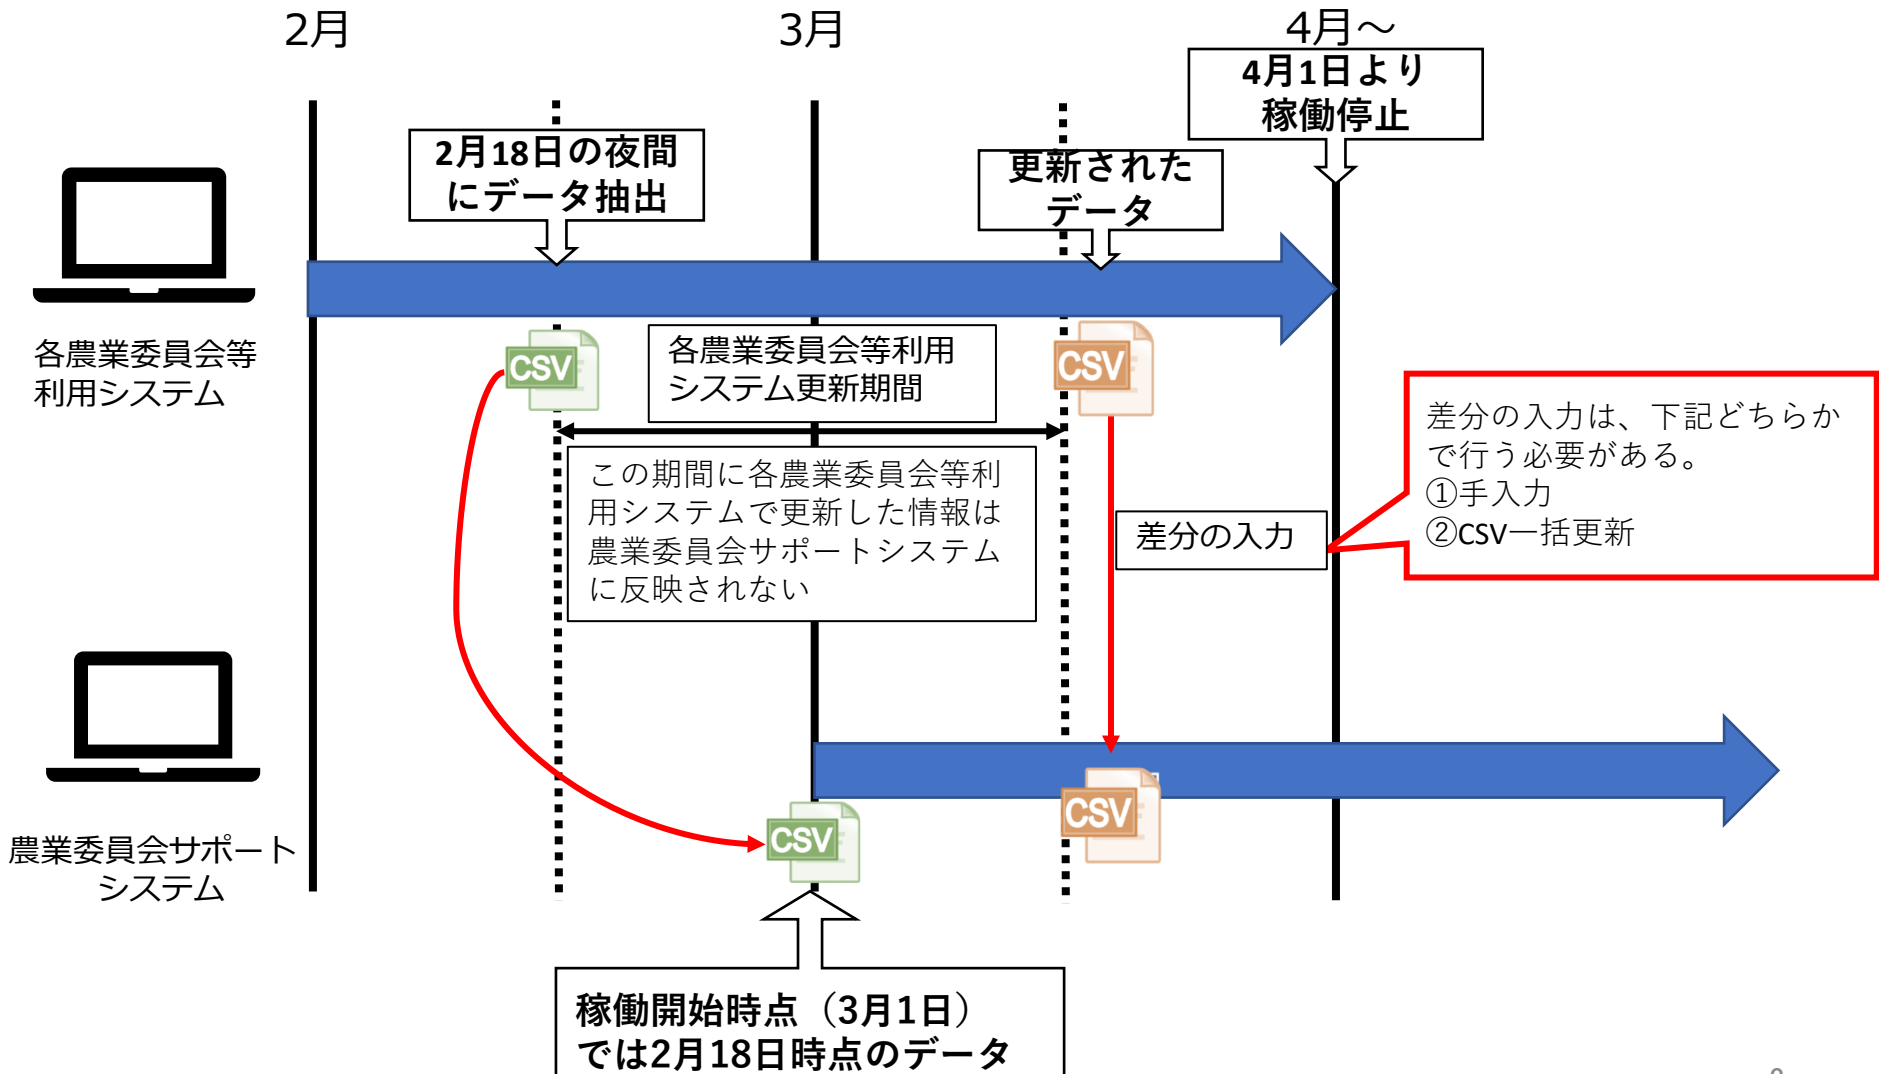 2月
3月
4月～
4月1日より
稼働停止
2月18日の夜間
にデータ抽出
更新された
データ
各農業委員会等
利用システム
CSV
各農業委員会等利用
システム更新期間
CSV
この期間に各農業委員会等利
用システムで更新した情報は
農業委員会サポートシステム
に反映されない
差分の入力
差分の入力は、下記どちらか
で行う必要がある。
①手入力
②CSV一括更新
農業委員会サポート
システム
CSV
CSV
稼働開始時点（3月1日）
では2月18日時点のデータ